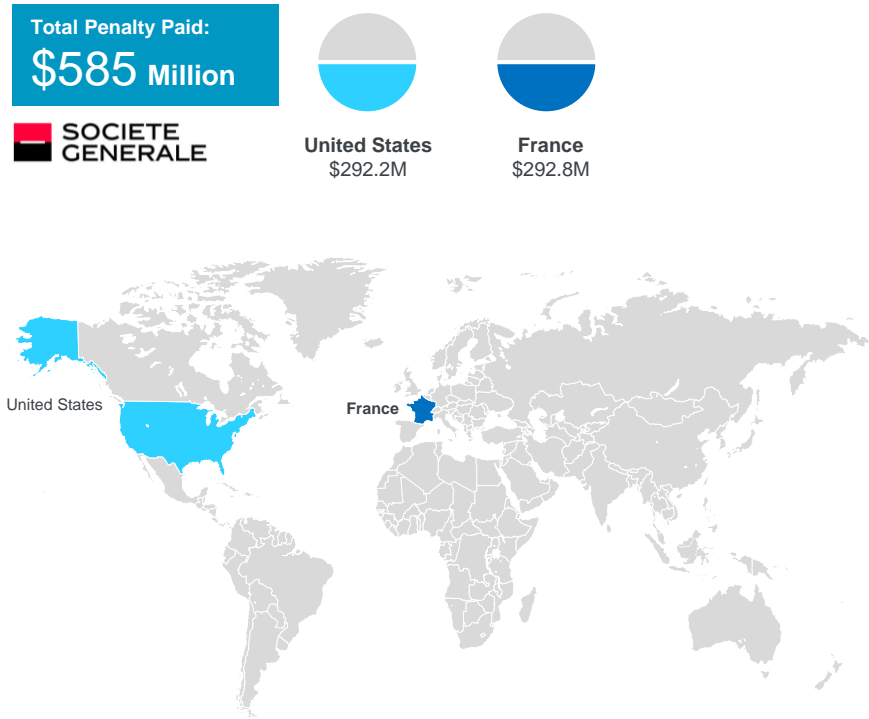 Total Penalty Paid:
$585 Million
SOCIETE
GENERALE
United States
$292.2M
France
$292.8M
United States
France